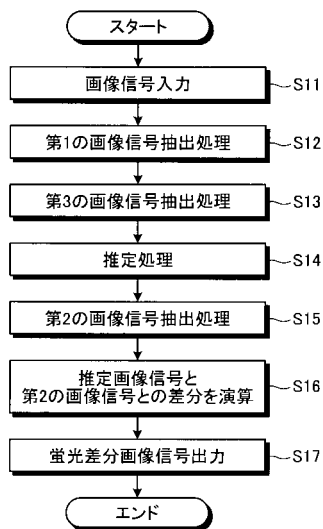 スタート
画像信号入力
S11
第1の画像信号抽出処理
S12
第3の画像信号抽出処理
S13
推定処理
S14
第2の画像信号抽出処理
S15
推定画像信号と
第2の画像信号との差分を演算
S16
蛍光差分画像信号出力
S17
エンド